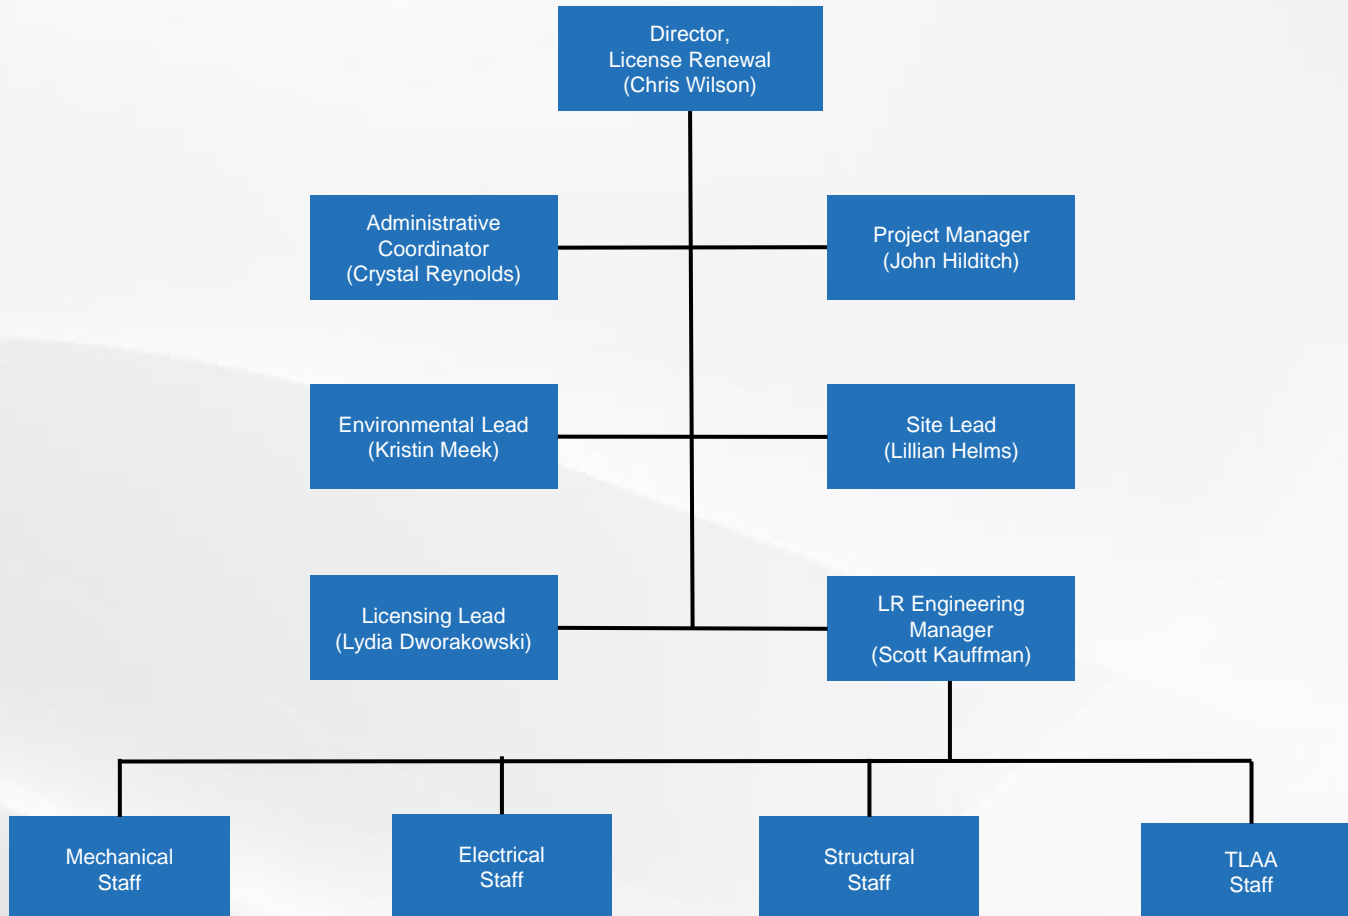 Director,
License Renewal
(Chris Wilson)
Administrative
Coordinator
(Crystal Reynolds)
Project Manager
(John Hilditch)
Environmental Lead
(Kristin Meek)
Site Lead
(Lillian Helms)
Licensing Lead
(Lydia Dworakowski)
LR Engineering
Manager
(Scott Kauffman)
Mechanical
Staff
Electrical
Staff
Structural
Staff
TLAA
Staff